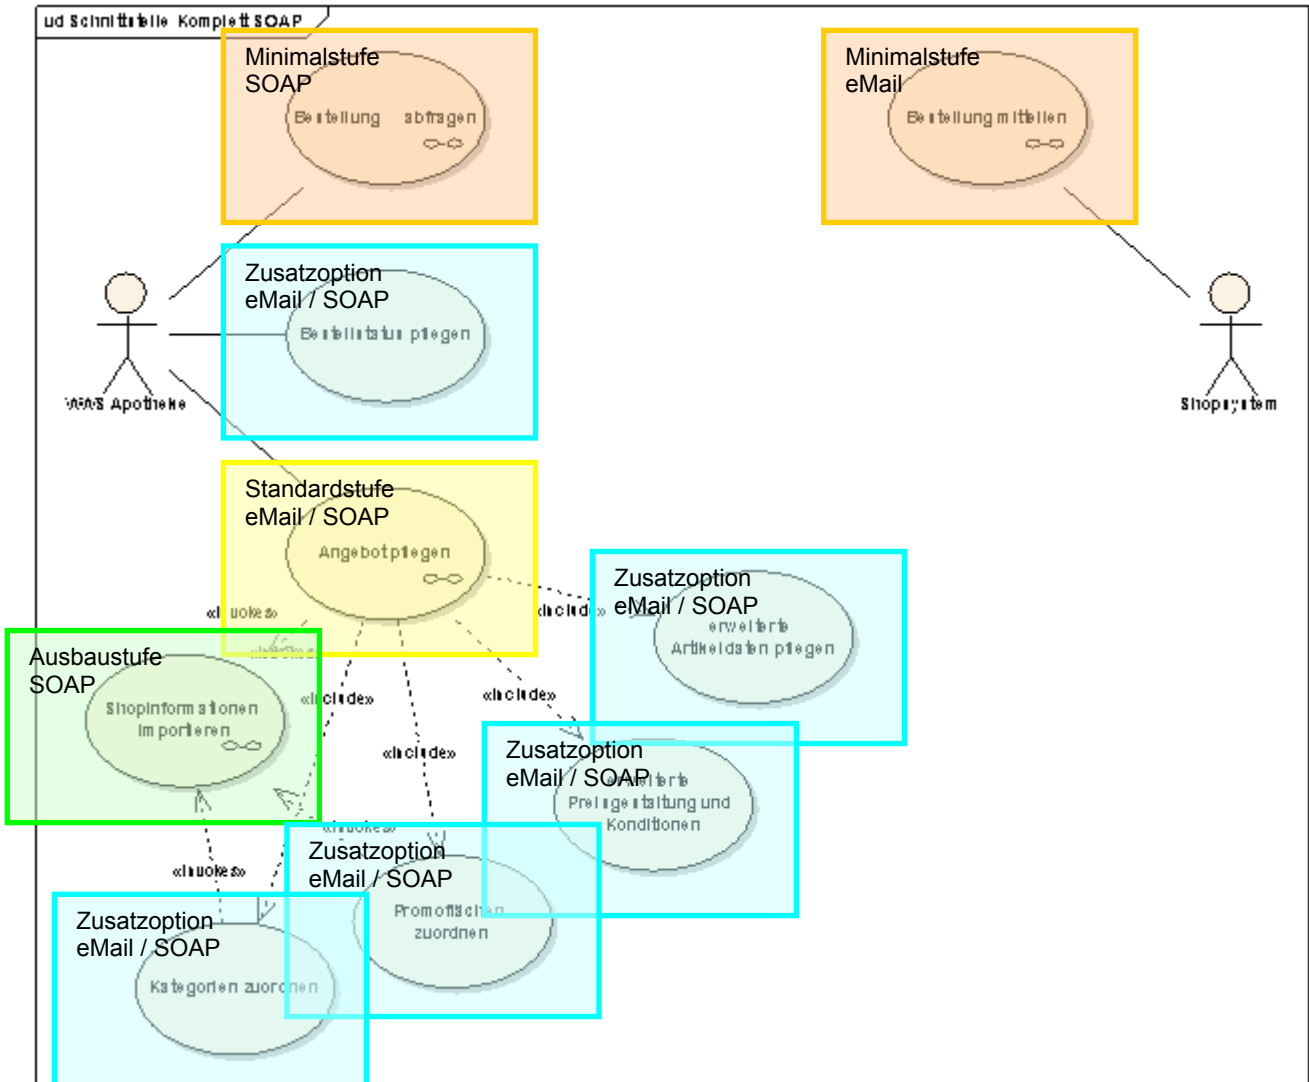 ud Schnittstelle Komplett SOAP
Minimalstufe
SOAP
Bestellung abfragen
Minimalstufe
eMail
Bestellung mitteilen
Zusatzoption
eMail / SOAP
Bestellstatus pflegen
WWS Apotheke
Shopsystem
Standardstufe
eMail / SOAP
Angebot pflegen
«invokes»
«include»
Zusatzoption
eMail / SOAP
erweiterte
Artikeldaten pflegen
Ausbaustufe
SOAP
Shopinformationen
importieren
«include»
«include»
«include»
Zusatzoption
eMail / SOAP
erweiterte
Preisgestaltung und
Konditionen
«invokes»
«invokes»
Zusatzoption
eMail / SOAP
Promoflächen
zuordnen
Zusatzoption
eMail / SOAP
Kategorien zuordnen